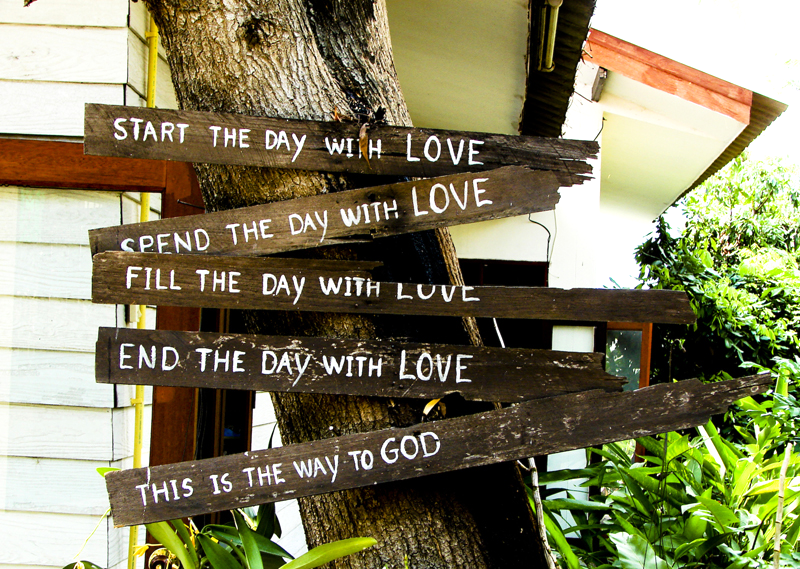 START THE DAY WITH LOVE
SPEND THE DAY WITH LOVE
FILL THE DAY WITH LOVE
END THE DAY WITH LOVE
THIS IS THE WAY TO GOD